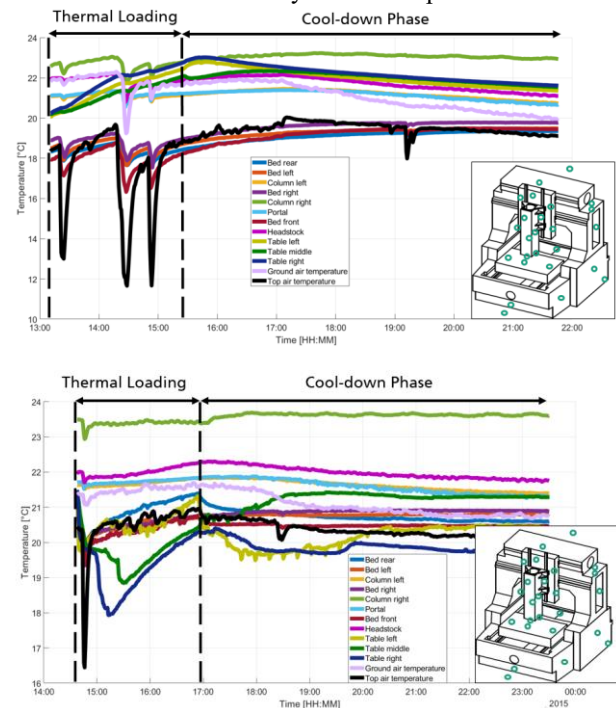 Thermal Loading
Cool-down Phase
24
22
20
18
16
14
12
10
Temperature [°C]
Bed rear
Bed left
Column left
Bed right
Column right
Portal
Bed front
Headstock
Table left
Table middle
Table right
Ground air temperature
Top air temperature
13:00 14:00 15:00 16:00 17:00 18:00 19:00 20:00 21:00 22:00
Time [HH:MM]
Thermal Loading
Cool-down Phase
24
23
22
21
20
19
18
17
16
Temperature [°C]
Bed rear
Bed left
Column left
Bed right
Column right
Portal
Bed front
Headstock
Table left
Table middle
Table right
Ground air temperature
Top air temperature
14:00 15:00 16:00 17:00 18:00 19:00 20:00 21:00 22:00 23:00 00:00
Time [HH:MM]
2015